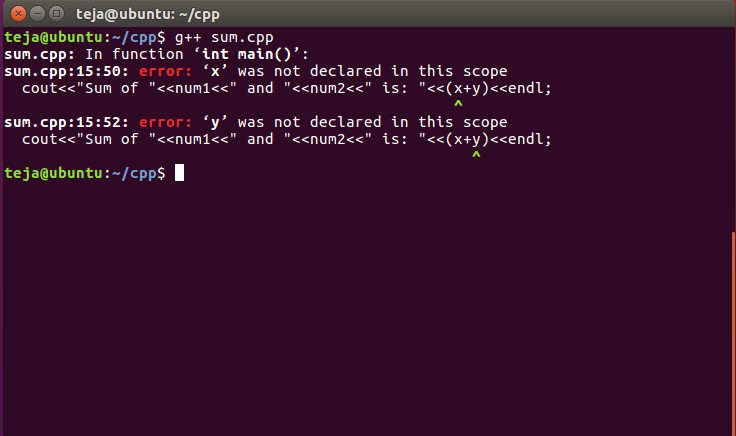 teja@ubuntu: ~/cpp
teja@ubuntu:~/cpp$ g++ sum.cpp
sum.cpp: In function ‘int main()’:
sum.cpp:15:50: error: ‘x’ was not declared in this scope
cout<<"Sum of "<<num1<<" and "<<num2<<" is: "<<(x+y)<<endl;
^
sum.cpp:15:52: error: ‘y’ was not declared in this scope
cout<<"Sum of "<<num1<<" and "<<num2<<" is: "<<(x+y)<<endl;
^
teja@ubuntu:~/cpp$